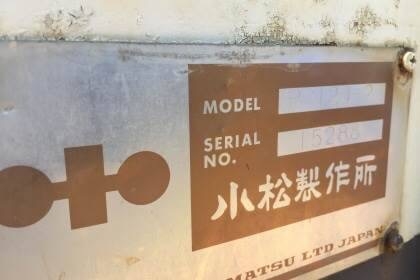 MODEL
SERIAL
NO. 15288
小松製作所
MATSU LTD JAPAN